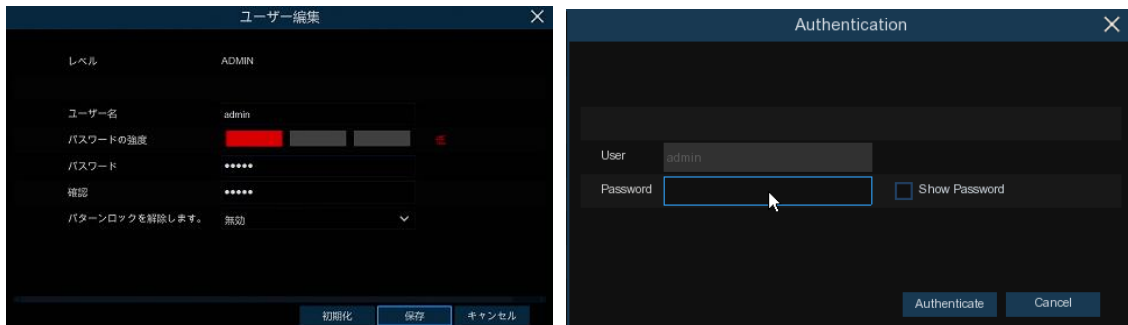 ユーザー編集
レベル ADMIN
ユーザー名 admin
パスワードの強度 低
パスワード •••••
確認 •••••
パターンロックを解除します。 無効
初期化 保存 キャンセル
Authentication
User admin
Password Show Password
Authenticate Cancel